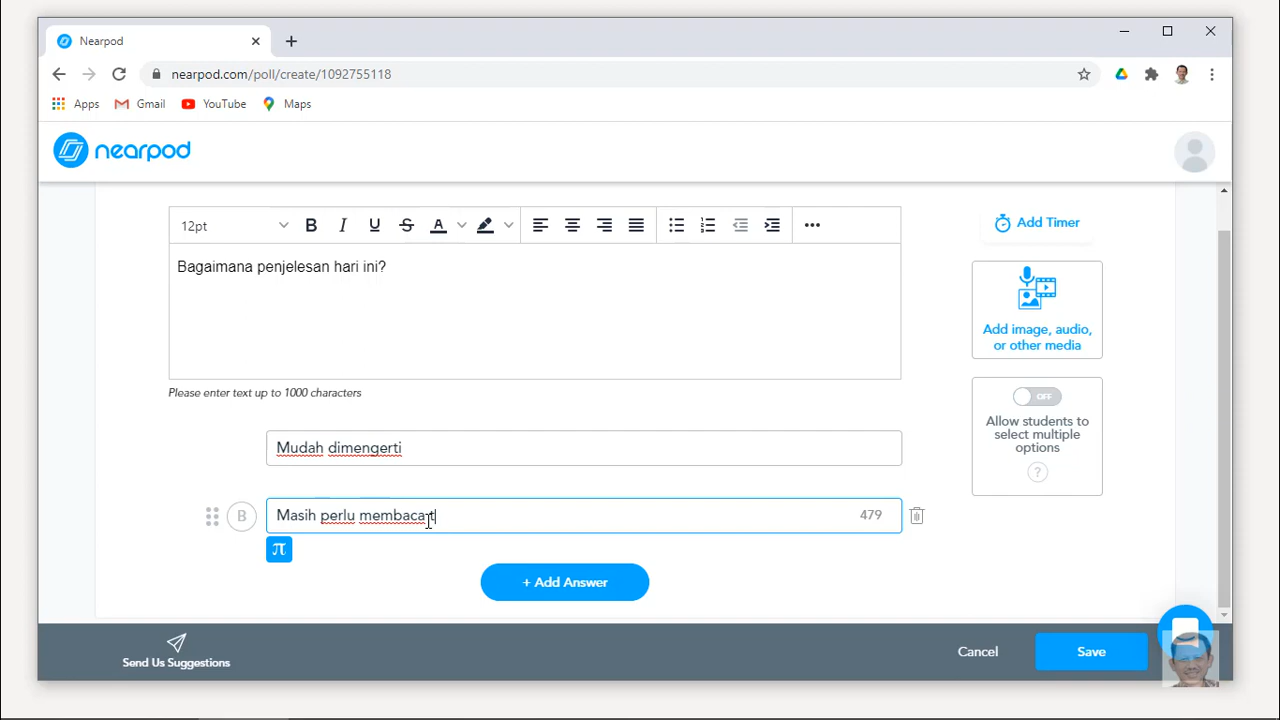 Nearpod
nearpod.com/poll/create/1092755118
Apps Gmail YouTube Maps
nearpod
12pt B I U S A
Add Timer
Bagaimana penjelesan hari ini?
Add image, audio,
or other media
Please enter text up to 1000 characters
OFF
Allow students to
select multiple
options
?
Mudah dimengerti
B Masih perlu membaca t 479
π
+ Add Answer
Send Us Suggestions
Cancel Save